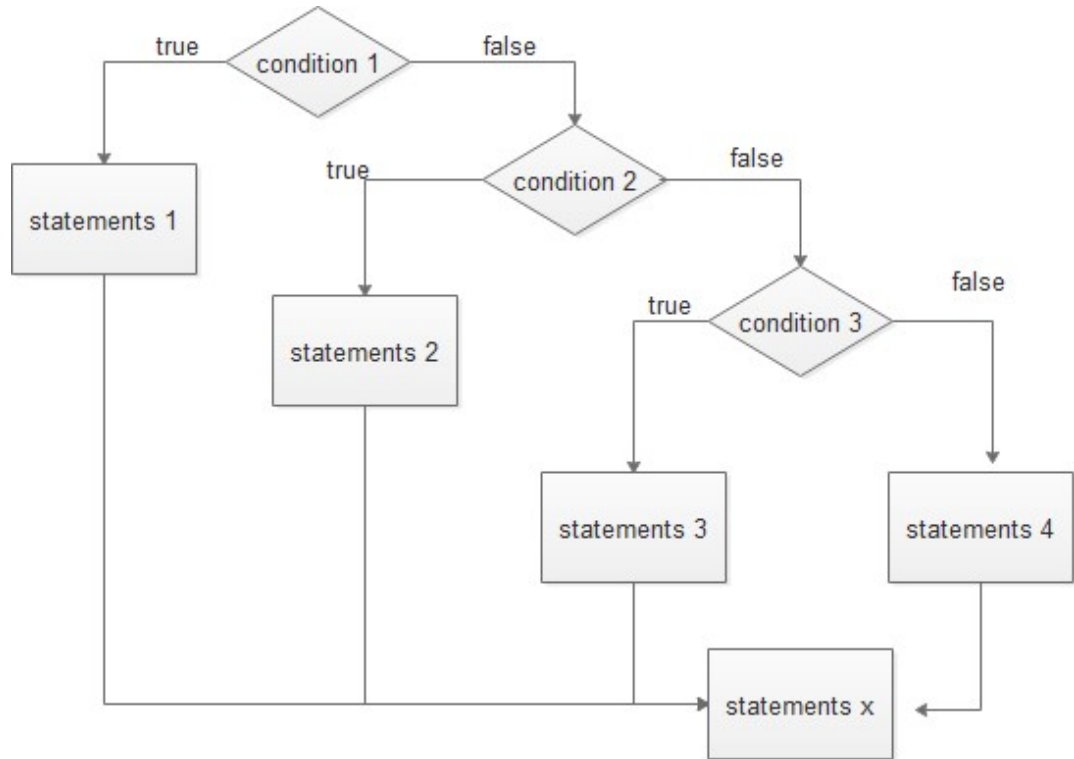 true
condition 1
false
true
condition 2
false
statements 1
true
condition 3
false
statements 2
statements 3
statements 4
statements x